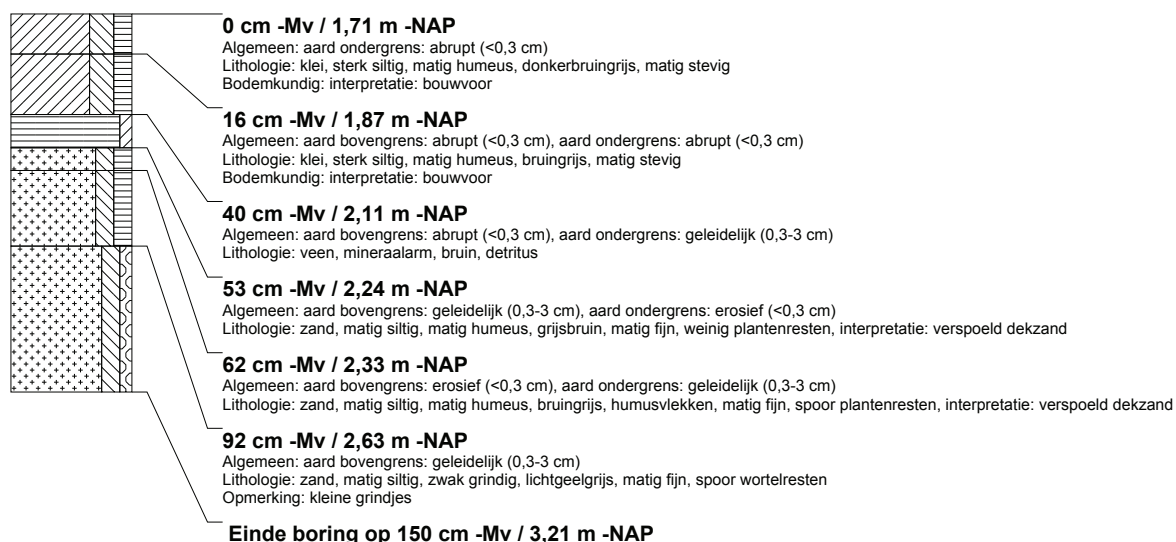 0 cm -Mv / 1,71 m -NAP
Algemeen: aard ondergrens: abrupt (<0,3 cm)
Lithologie: klei, sterk siltig, matig humeus, donkerbruingrijs, matig stevig
Bodemkundig: interpretatie: bouwvoor
16 cm -Mv / 1,87 m -NAP
Algemeen: aard bovengrens: abrupt (<0,3 cm), aard ondergrens: abrupt (<0,3 cm)
Lithologie: klei, sterk siltig, matig humeus, bruingrijs, matig stevig
Bodemkundig: interpretatie: bouwvoor
40 cm -Mv / 2,11 m -NAP
Algemeen: aard bovengrens: abrupt (<0,3 cm), aard ondergrens: geleidelijk (0,3-3 cm)
Lithologie: veen, mineraalarm, bruin, detritus
53 cm -Mv / 2,24 m -NAP
Algemeen: aard bovengrens: geleidelijk (0,3-3 cm), aard ondergrens: erosief (<0,3 cm)
Lithologie: zand, matig siltig, matig humeus, grijsbruin, matig fijn, weinig plantenresten, interpretatie: verspoeld dekzand
62 cm -Mv / 2,33 m -NAP
Algemeen: aard bovengrens: erosief (<0,3 cm), aard ondergrens: geleidelijk (0,3-3 cm)
Lithologie: zand, matig siltig, matig humeus, bruingrijs, humusvlekken, matig fijn, spoor plantenresten, interpretatie: verspoeld dekzand
92 cm -Mv / 2,63 m -NAP
Algemeen: aard bovengrens: geleidelijk (0,3-3 cm)
Lithologie: zand, matig siltig, zwak grindig, lichtgeelgrijs, matig fijn, spoor wortelresten
Opmerking: kleine grindjes
Einde boring op 150 cm -Mv / 3,21 m -NAP